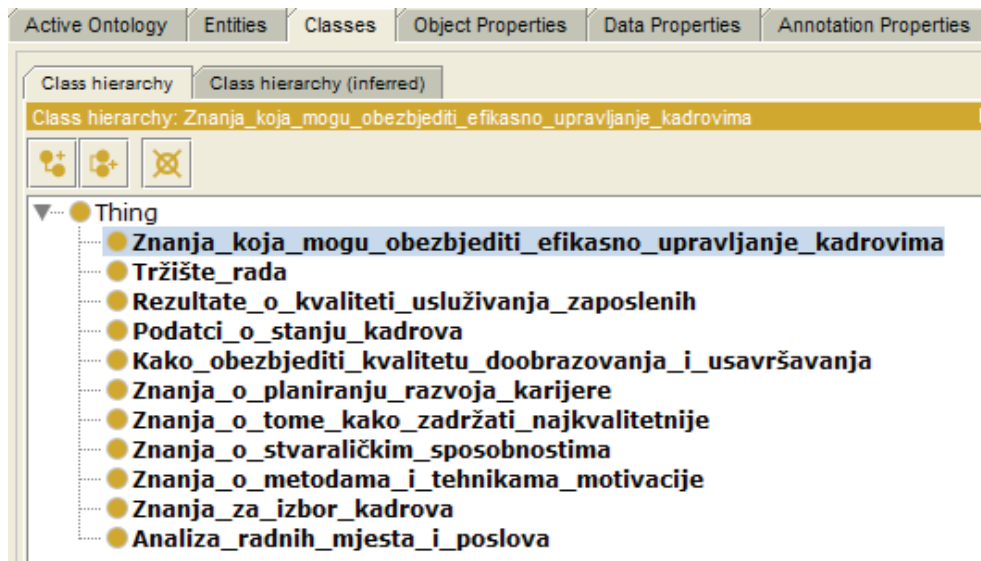 Active Ontology Entities Classes Object Properties Data Properties Annotation Properties
Class hierarchy Class hierarchy (inferred)
Class hierarchy: Znanja_koja_mogu_obezbjediti_efikasno_upravljanje_kadrovima
Thing
Znanja_koja_mogu_obezbjediti_efikasno_upravljanje_kadrovima
Tržište_rada
Rezultate_o_kvaliteti_usluživanja_zaposlenih
Podatci_o_stanju_kadrova
Kako_obezbjediti_kvalitetu_doobrazovanja_i_usavršavanja
Znanja_o_planiranju_razvoja_karijere
Znanja_o_tome_kako_zadržati_najkvalitetnije
Znanja_o_stvaralačkim_sposobnostima
Znanja_o_metodama_i_tehnikama_motivacije
Znanja_za_izbor_kadrova
Analiza_radnih_mjesta_i_poslova